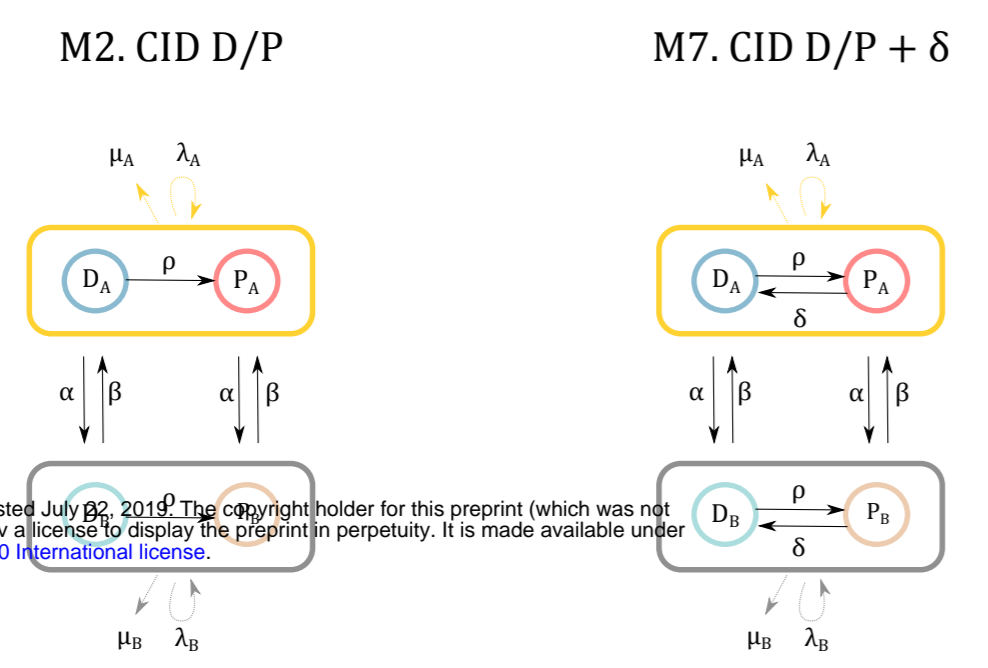 M2. CID D/P
M7. CID D/P + δ
μA λA
μA λA
DA ρ PA
DA ρ PA
δ
α β α β
α β α β
DB ρ PB
DB ρ PB
δ
sted July 22, 2019. The copyright holder for this preprint (which was not
a license to display the preprint in perpetuity. It is made available under
0 International license.
μB λB
μB λB